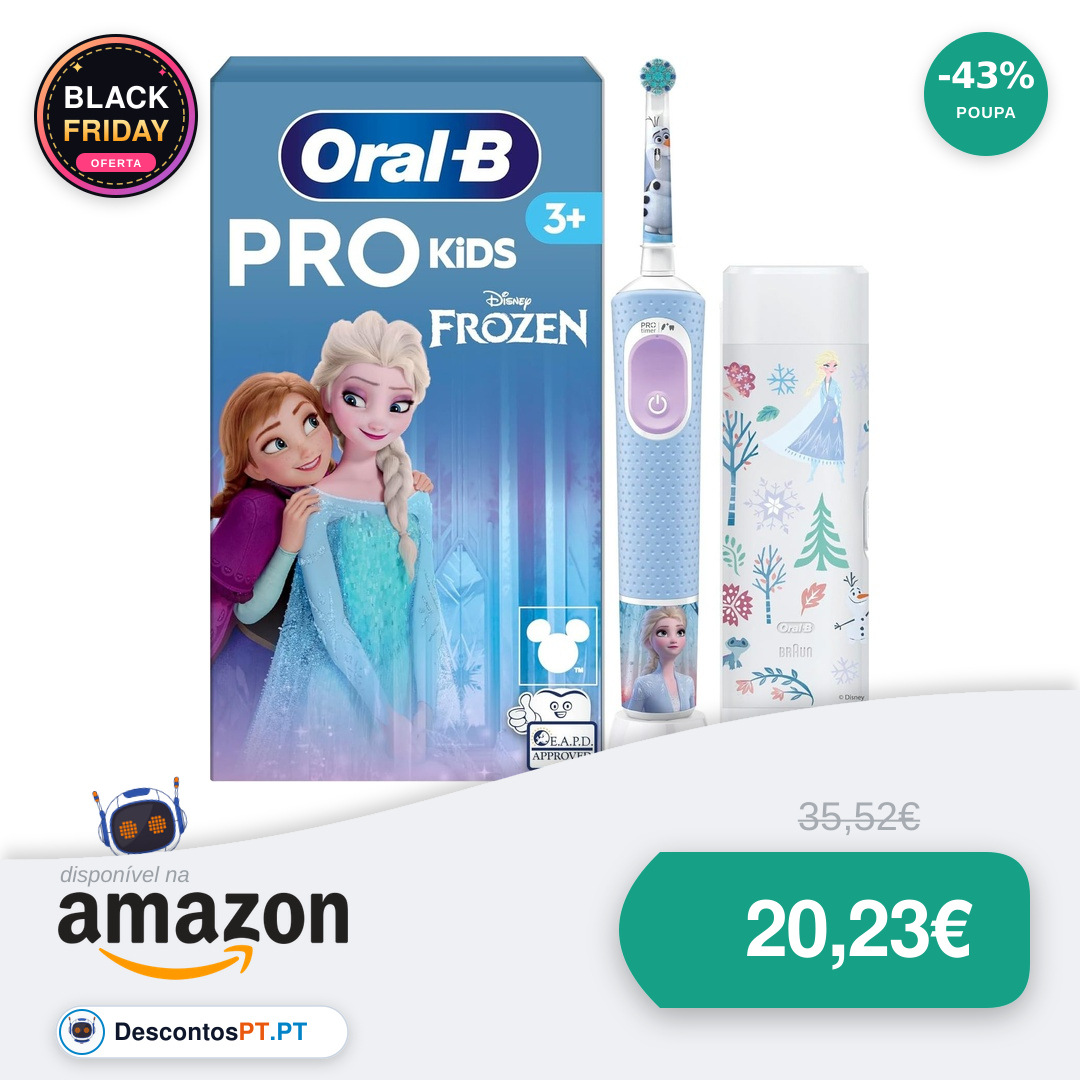 BLACK
FRIDAY
OFERTA
-43%
POUPA
Oral-B
3+
PRO KiDS
Disney
FROZEN
TM
E.A.P.D.
APPROVED
PRO
timer
Oral-B
BRAUN
© Disney
35,52€
20,23€
disponível na
amazon
DescontosPT.PT